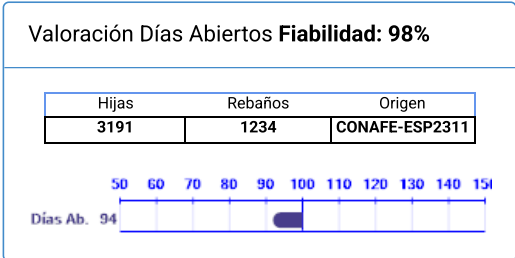 Valoración Días Abiertos Fiabilidad: 98%
Hijas Rebaños Origen
3191 1234 CONAFE-ESP2311
50 60 70 80 90 100 110 120 130 140
Días Ab. 94